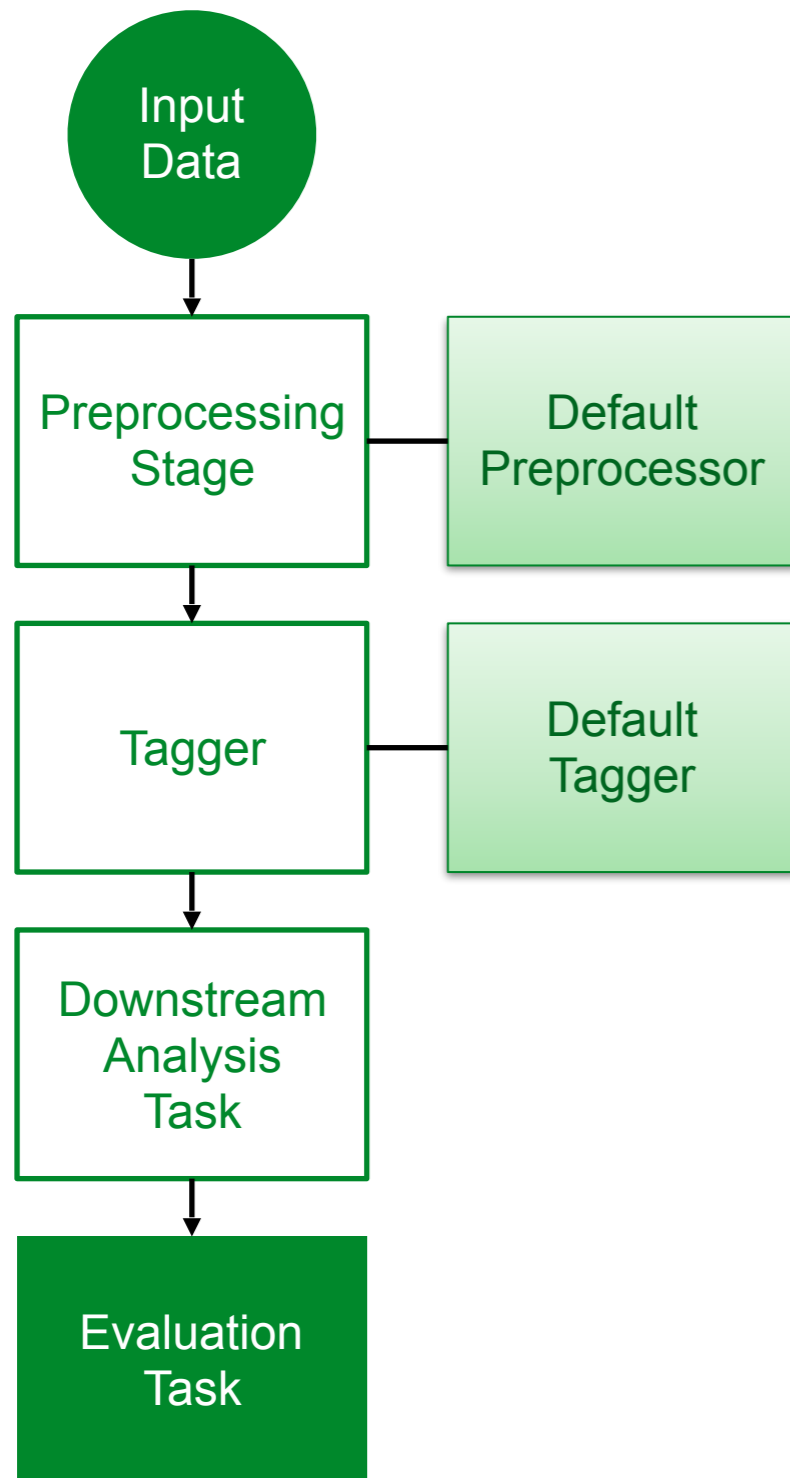 Input
Data
Preprocessing
Stage
Default
Preprocessor
Tagger
Default
Tagger
Downstream
Analysis
Task
Evaluation
Task